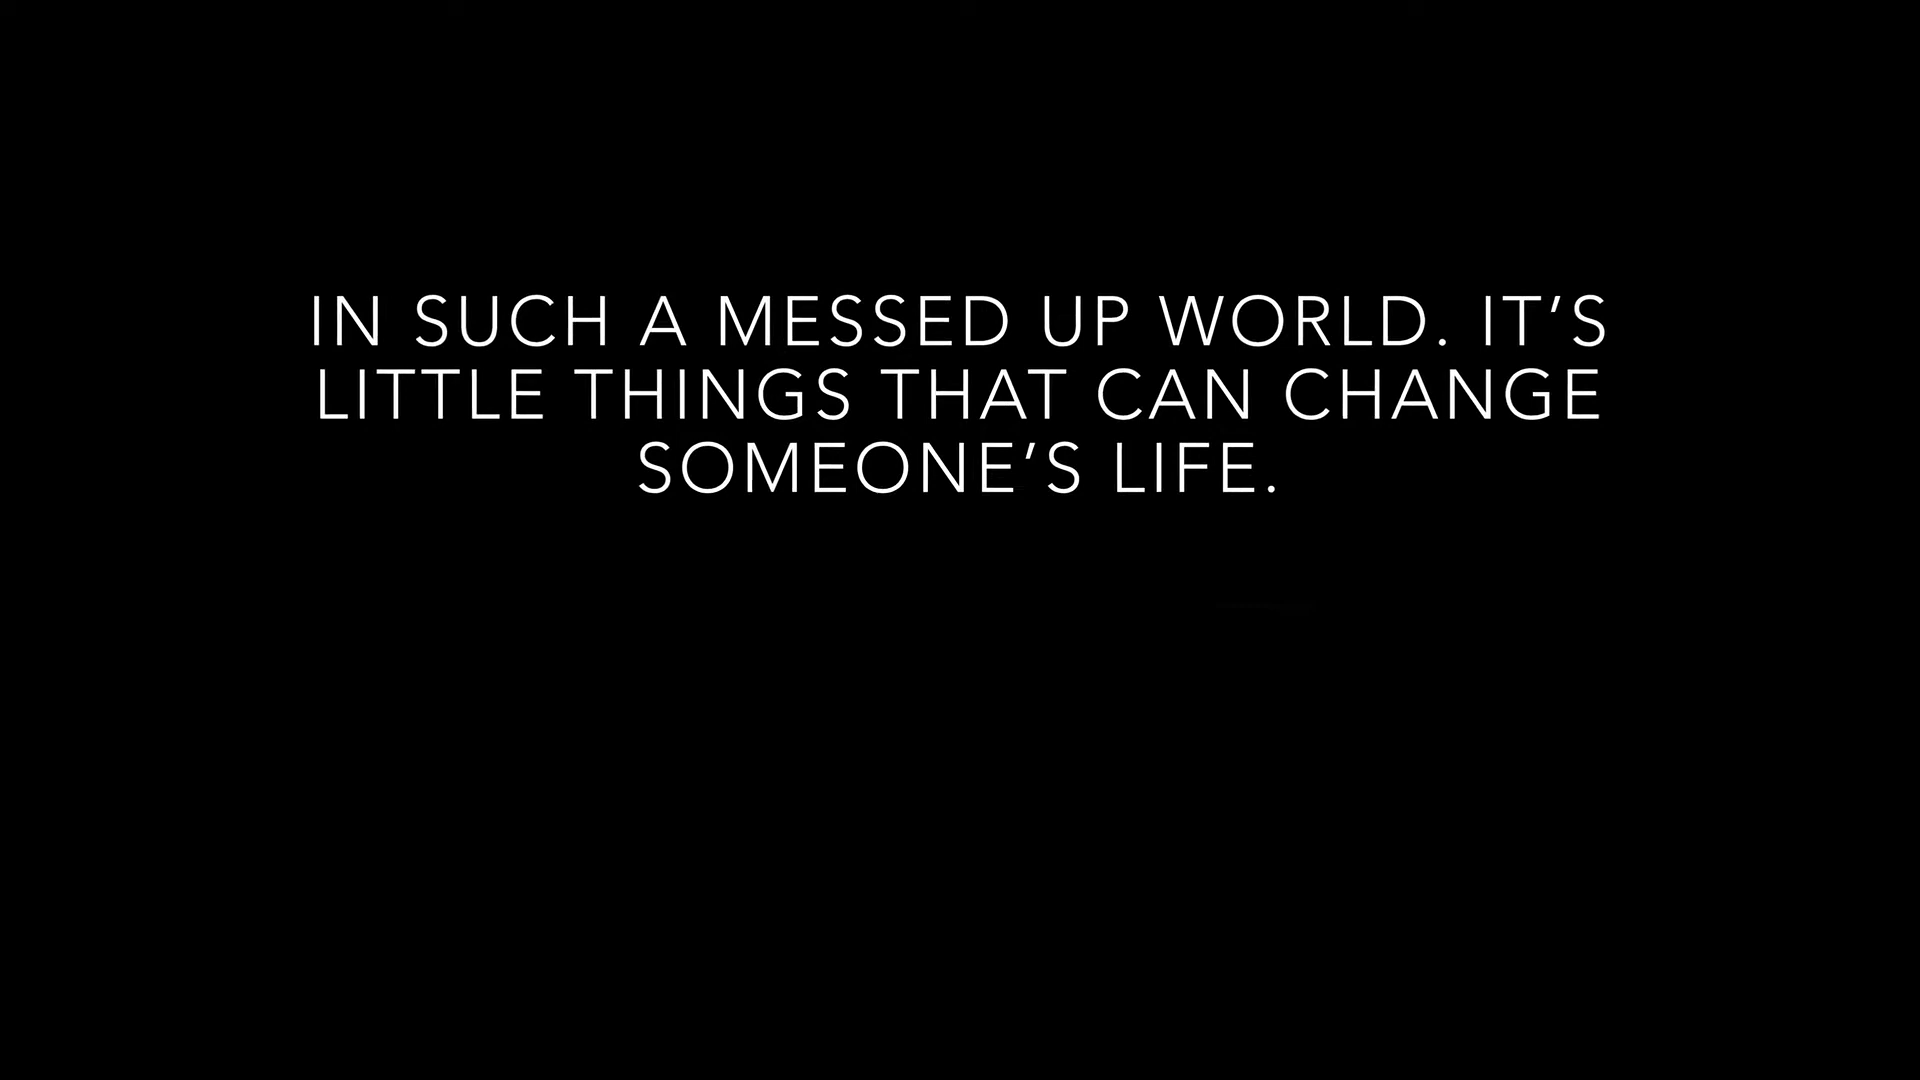 IN SUCH A MESSED UP WORLD. IT’S
LITTLE THINGS THAT CAN CHANGE
SOMEONE’S LIFE.